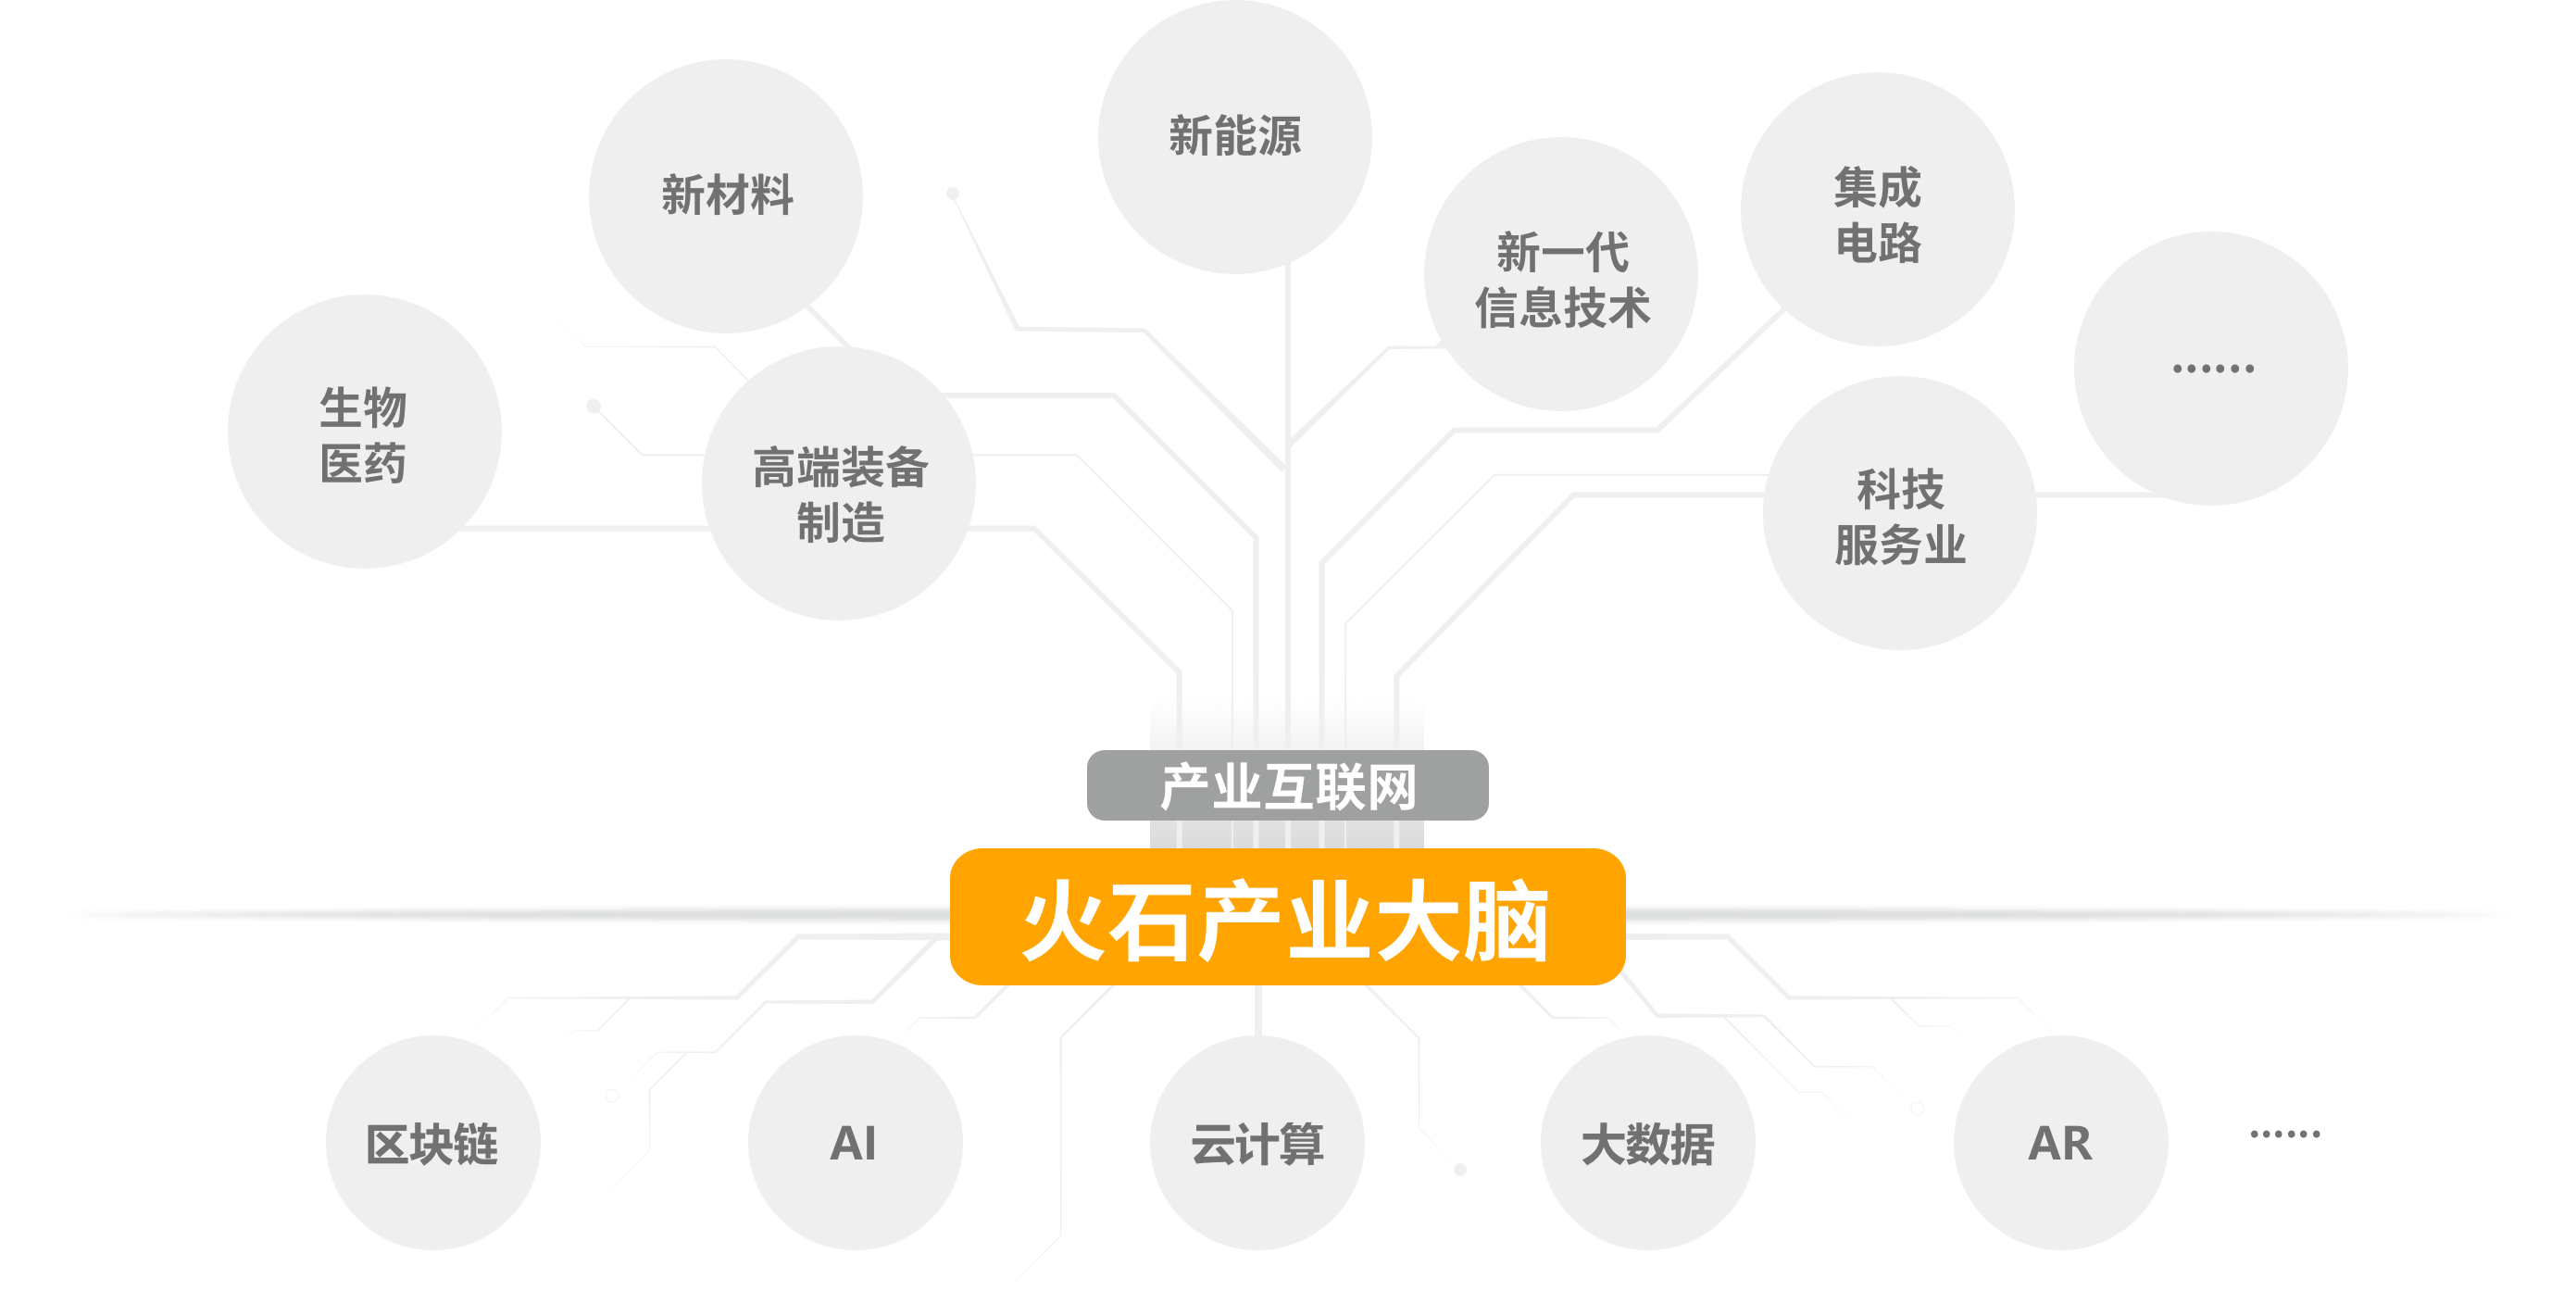 新能源
新材料
集成
电路
新一代
信息技术
……
生物
医药
高端装备
制造
科技
服务业
产业互联网
火石产业大脑
区块链
AI
云计算
大数据
AR
……